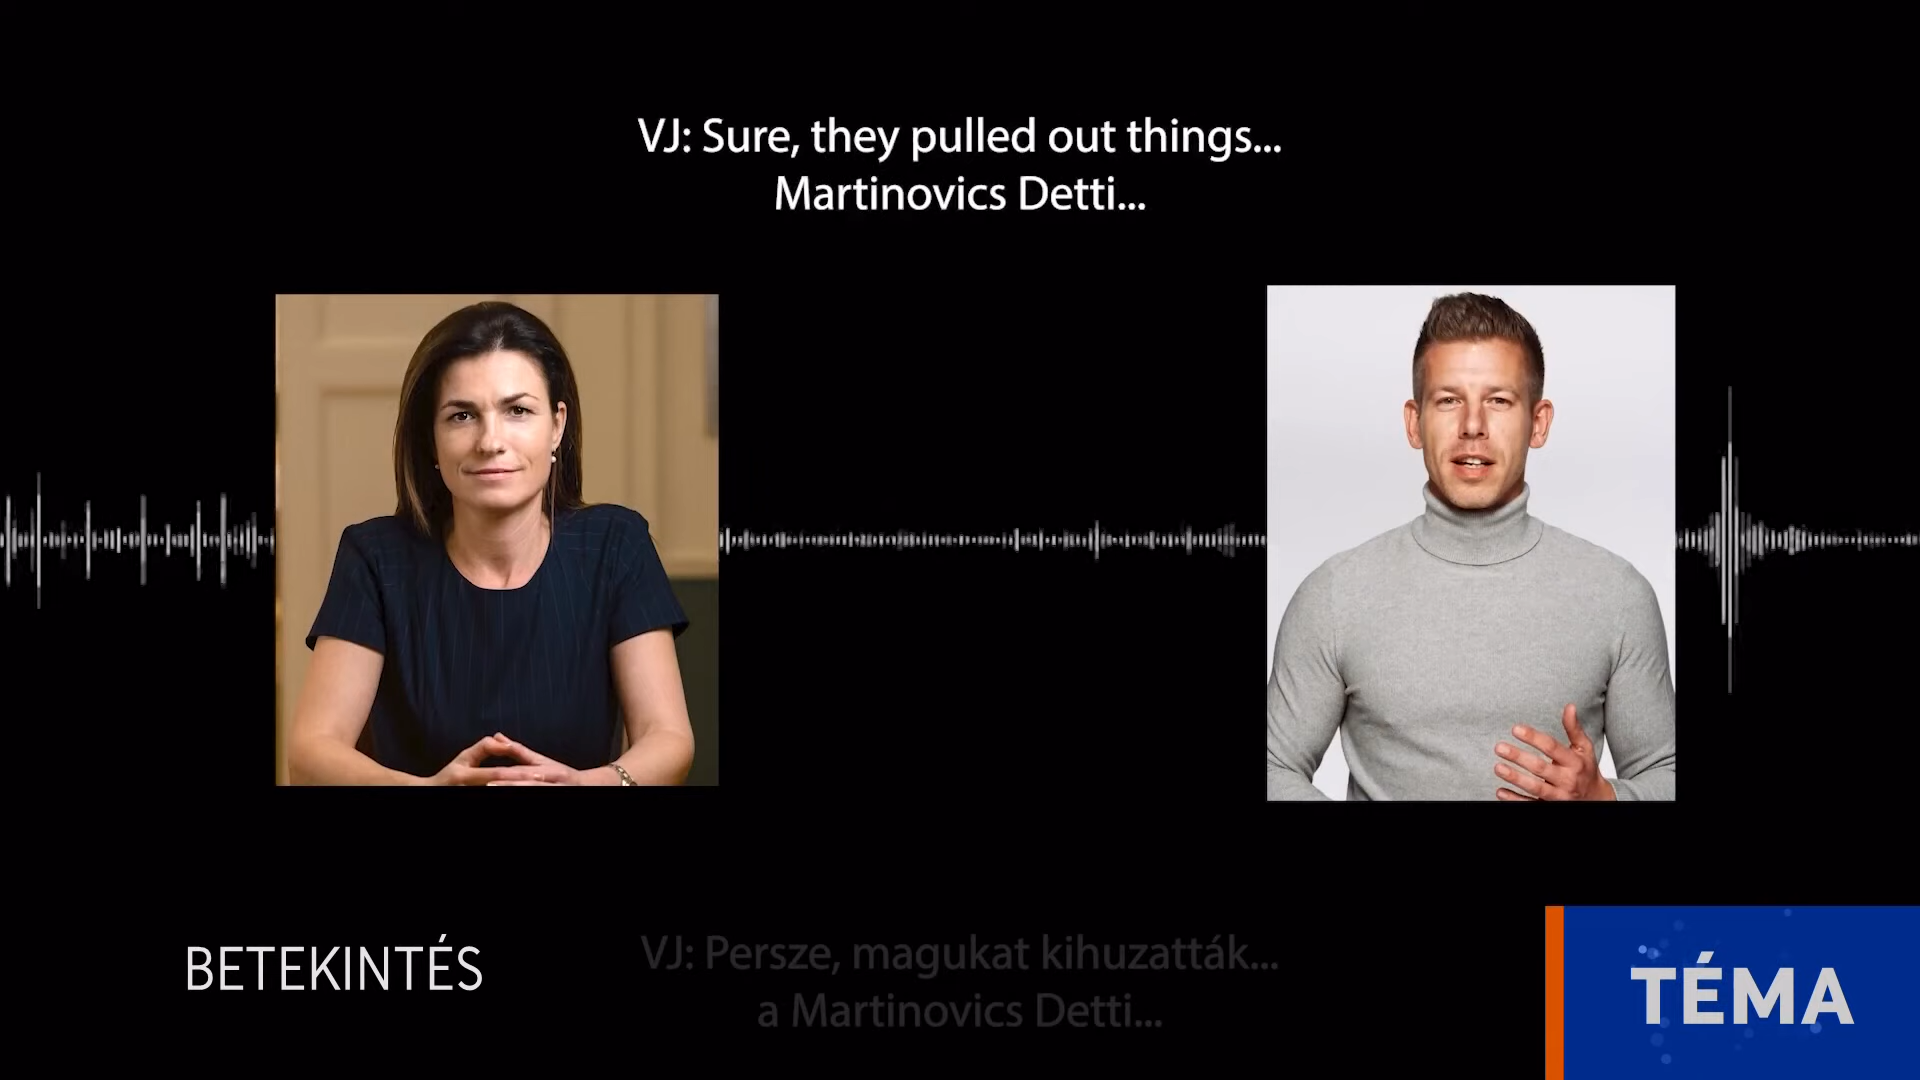 VJ: Sure, they pulled out things...
Martinovics Detti...
BETEKINTÉS
VJ: Persze, magukat kihuzatták...
a Martinovics Detti...
TÉMA